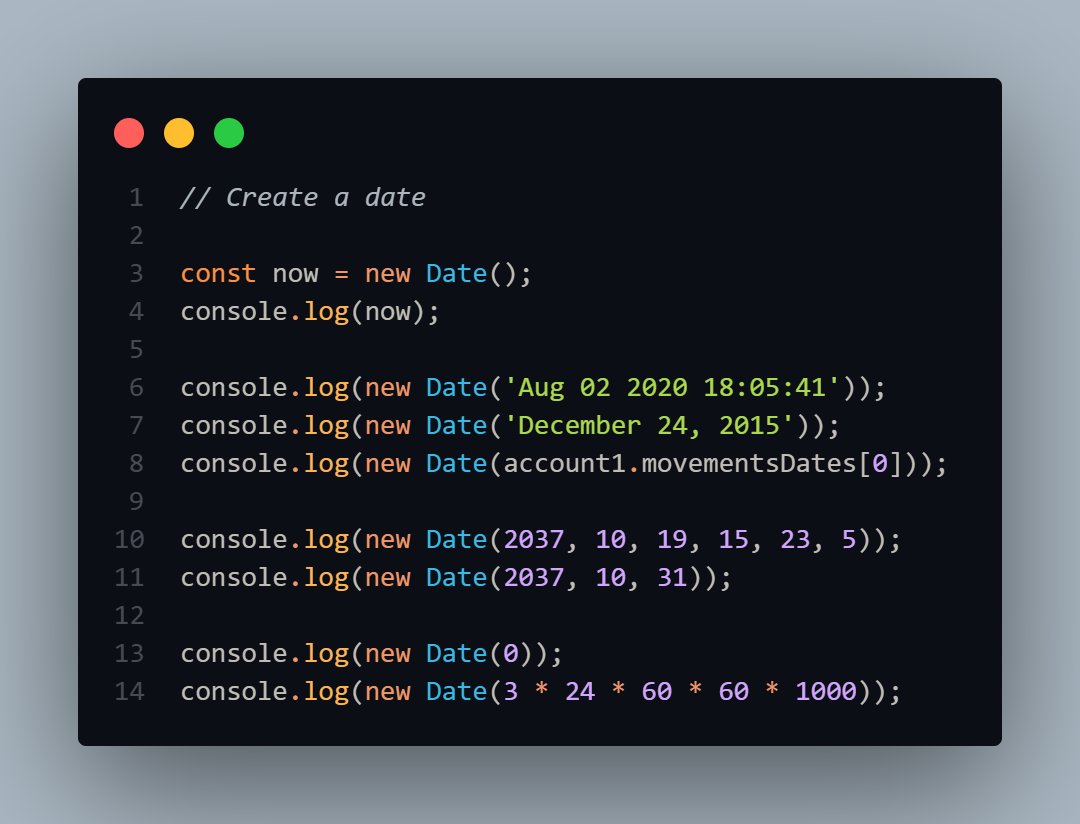 1 // Create a date
2
3 const now = new Date();
4 console.log(now);
5
6 console.log(new Date('Aug 02 2020 18:05:41'));
7 console.log(new Date('December 24, 2015'));
8 console.log(new Date(account1.movementsDates[0]));
9
10 console.log(new Date(2037, 10, 19, 15, 23, 5));
11 console.log(new Date(2037, 10, 31));
12
13 console.log(new Date(0));
14 console.log(new Date(3 * 24 * 60 * 60 * 1000));